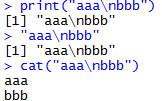 > print("aaa\nbbb")
[1] "aaa\nbbb"
> "aaa\nbbb"
[1] "aaa\nbbb"
> cat("aaa\nbbb")
aaa
bbb